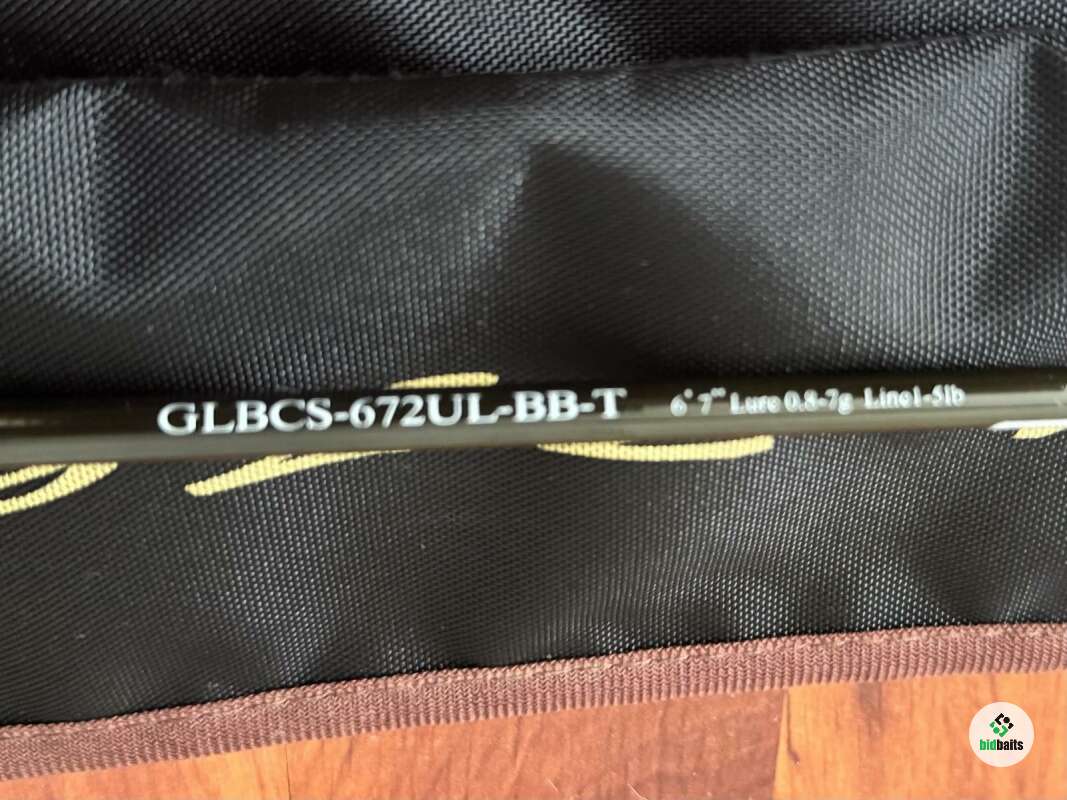 GLBCS-672UL-BB-T 6' 7" Lure 0.8-7g Line1-5lb
bidbaits